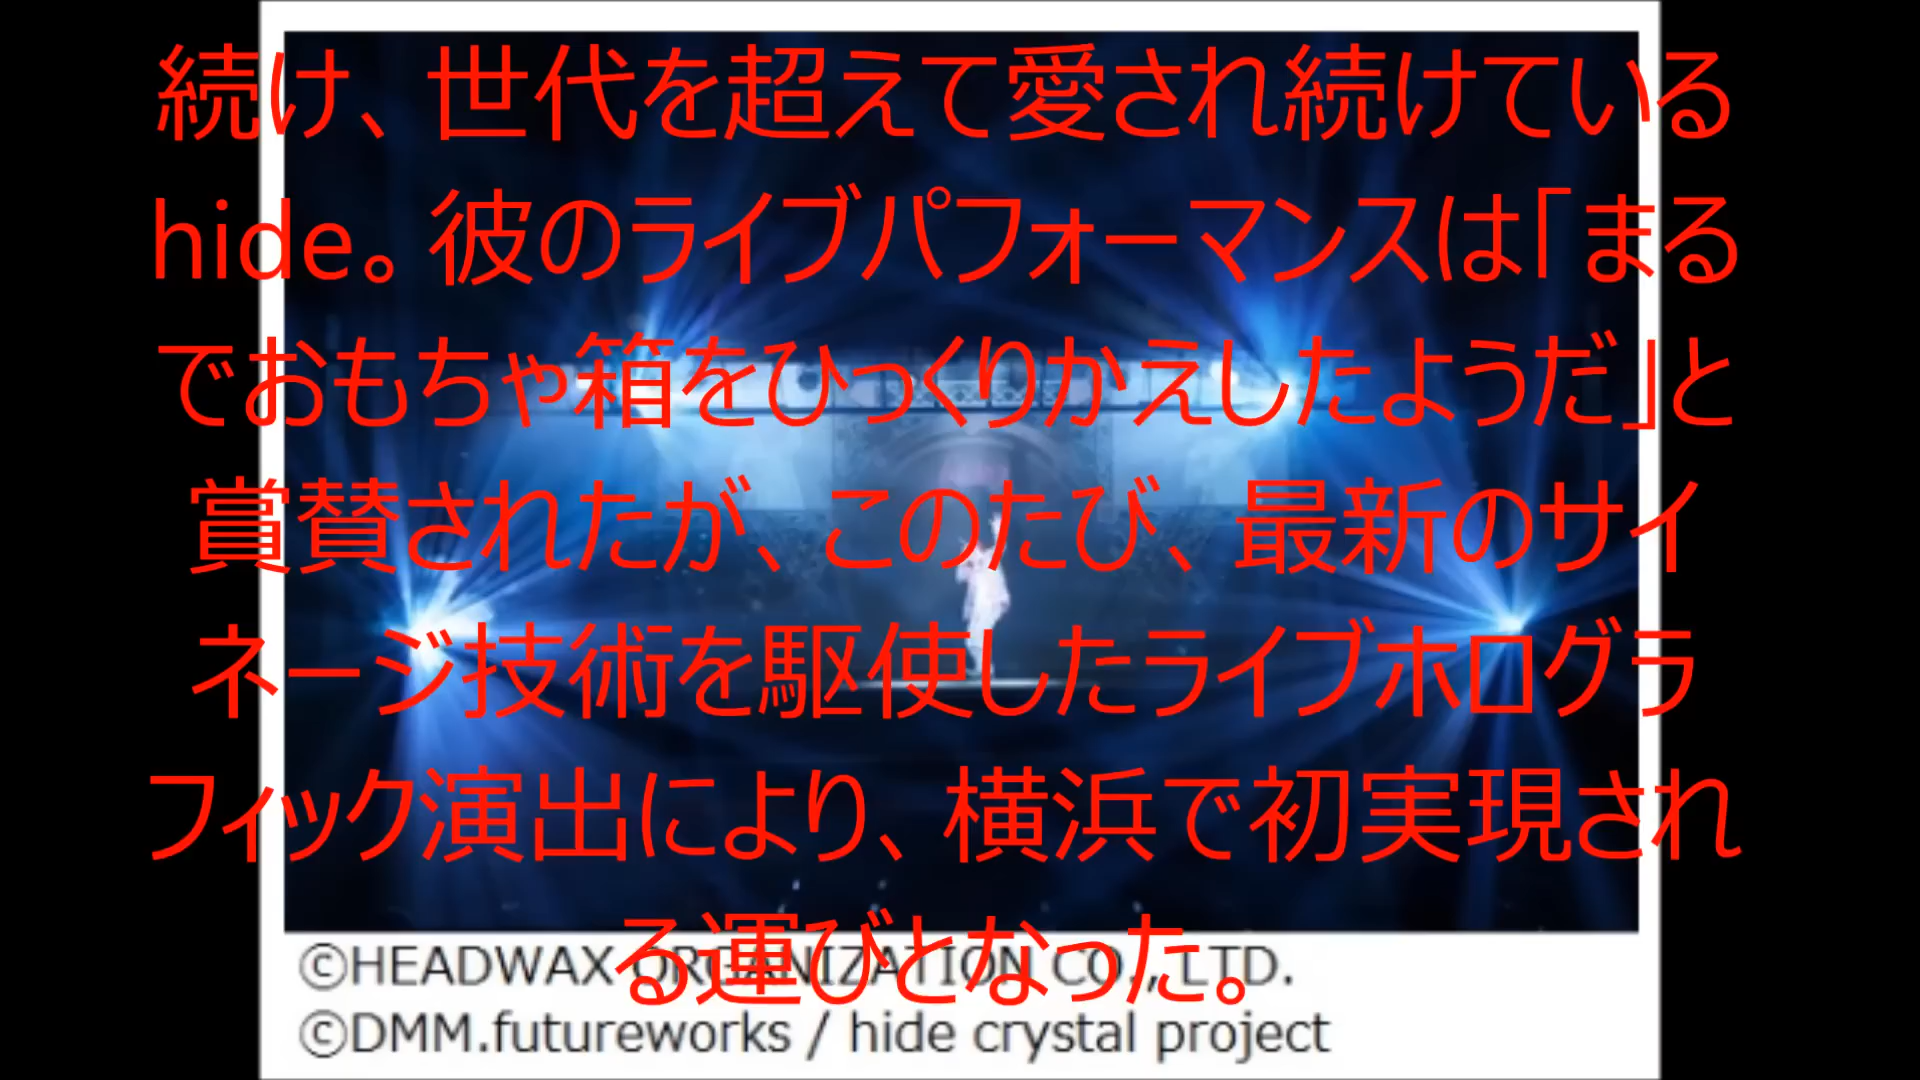 続け、世代を超えて愛され続けている
hide。彼のライブパフォーマンスは「まる
でおもちゃ箱をひっくりかえしたようだ」と
賞賛されたが、このたび、最新のサイ
ネージ技術を駆使したライブホログラ
フィック演出により、横浜で初実現され
る運びとなった。
©HEADWAX ORGANIZATION CO., LTD.
©DMM.futureworks / hide crystal project